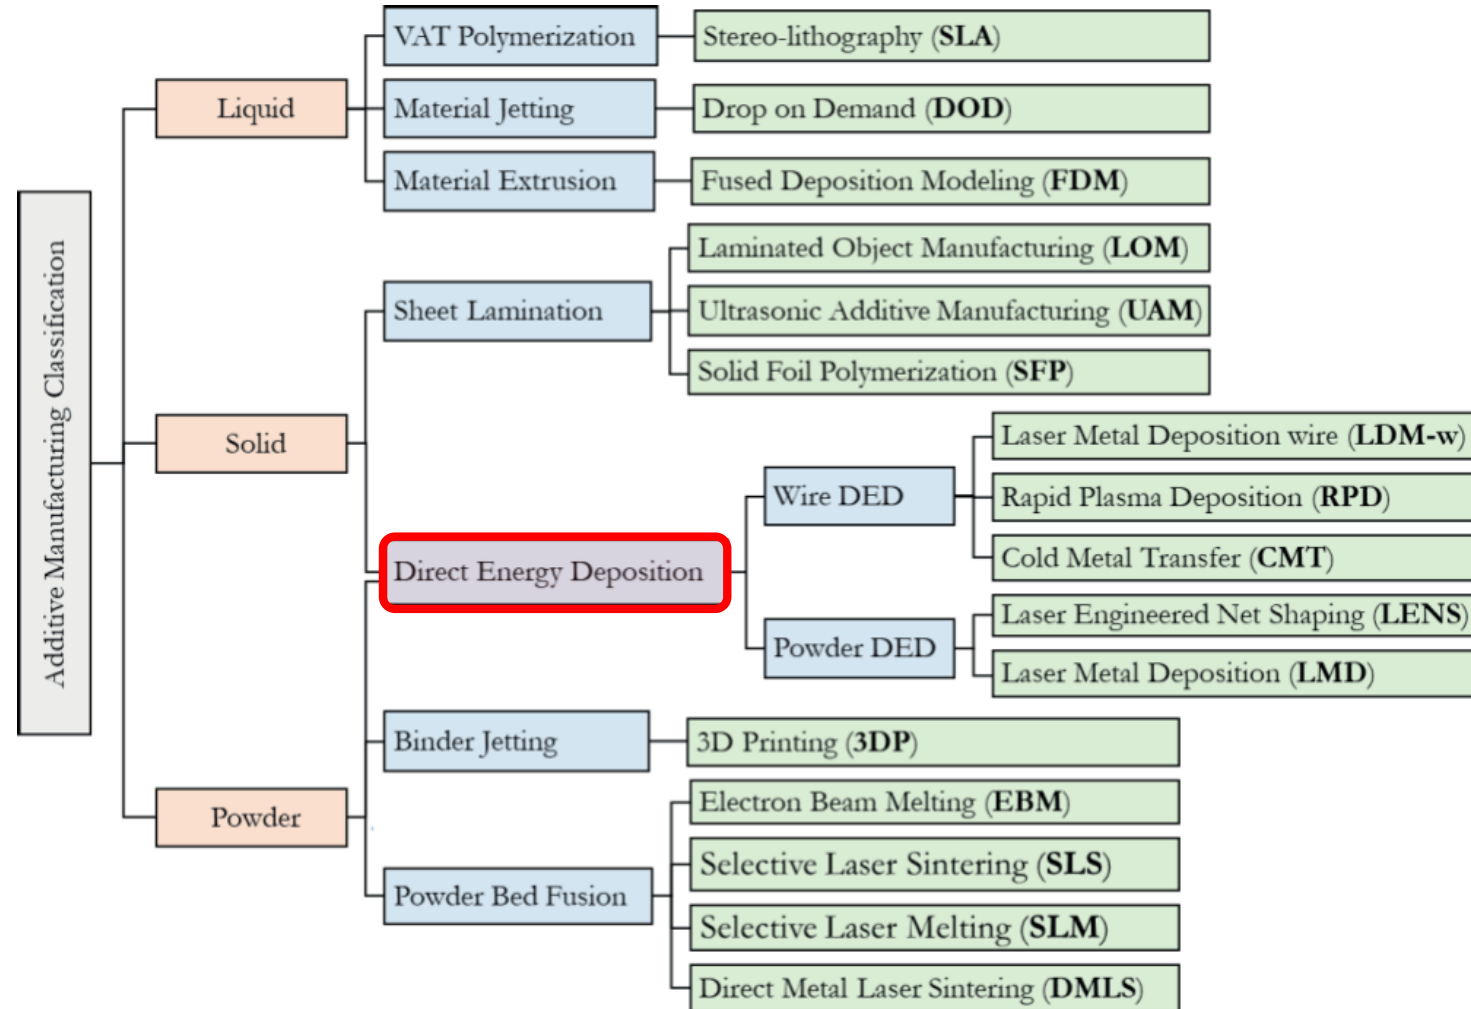 Additive Manufacturing Classification
Liquid
VAT Polymerization
Stereo-lithography (SLA)
Material Jetting
Drop on Demand (DOD)
Material Extrusion
Fused Deposition Modeling (FDM)
Solid
Sheet Lamination
Laminated Object Manufacturing (LOM)
Ultrasonic Additive Manufacturing (UAM)
Solid Foil Polymerization (SFP)
Direct Energy Deposition
Wire DED
Laser Metal Deposition wire (LDM-w)
Rapid Plasma Deposition (RPD)
Cold Metal Transfer (CMT)
Powder DED
Laser Engineered Net Shaping (LENS)
Laser Metal Deposition (LMD)
Powder
Binder Jetting
3D Printing (3DP)
Powder Bed Fusion
Electron Beam Melting (EBM)
Selective Laser Sintering (SLS)
Selective Laser Melting (SLM)
Direct Metal Laser Sintering (DMLS)